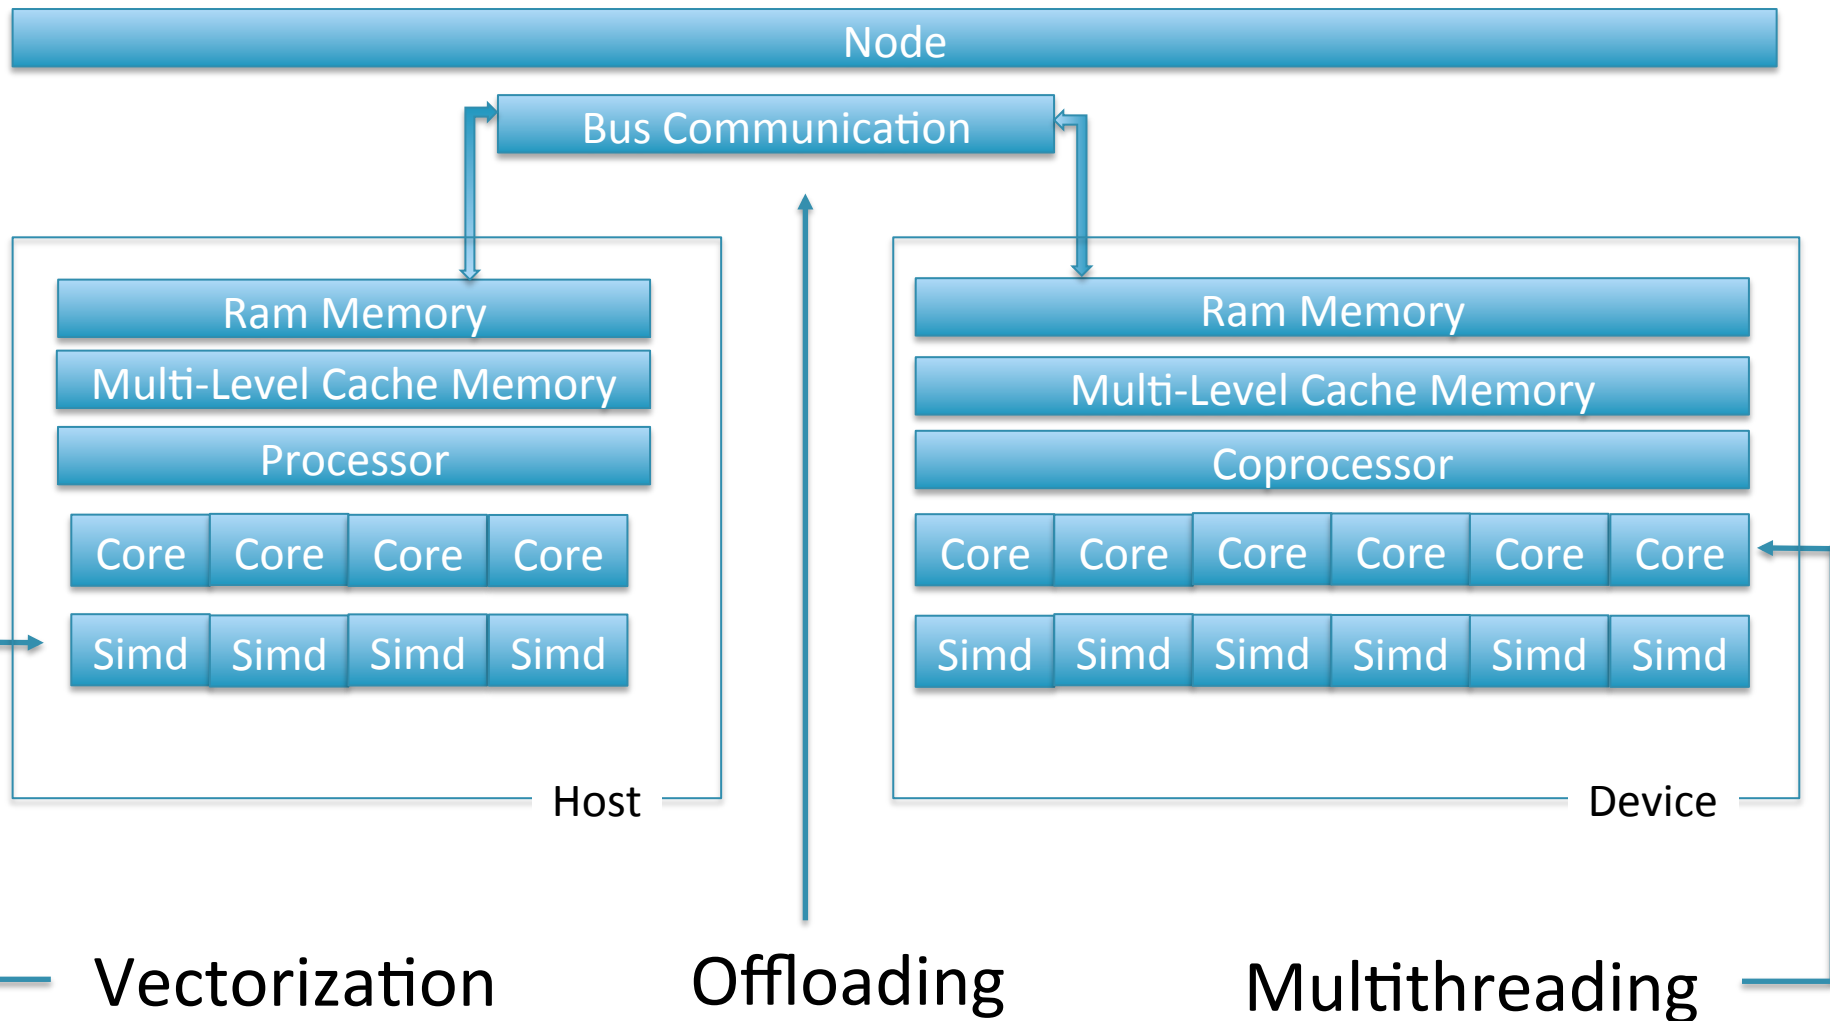 Node
Bus Communication
Ram Memory
Multi-Level Cache Memory
Processor
Core Core Core Core
Simd Simd Simd Simd
Host
Ram Memory
Multi-Level Cache Memory
Coprocessor
Core Core Core Core Core Core
Simd Simd Simd Simd Simd Simd
Device
Vectorization
Offloading
Multithreading